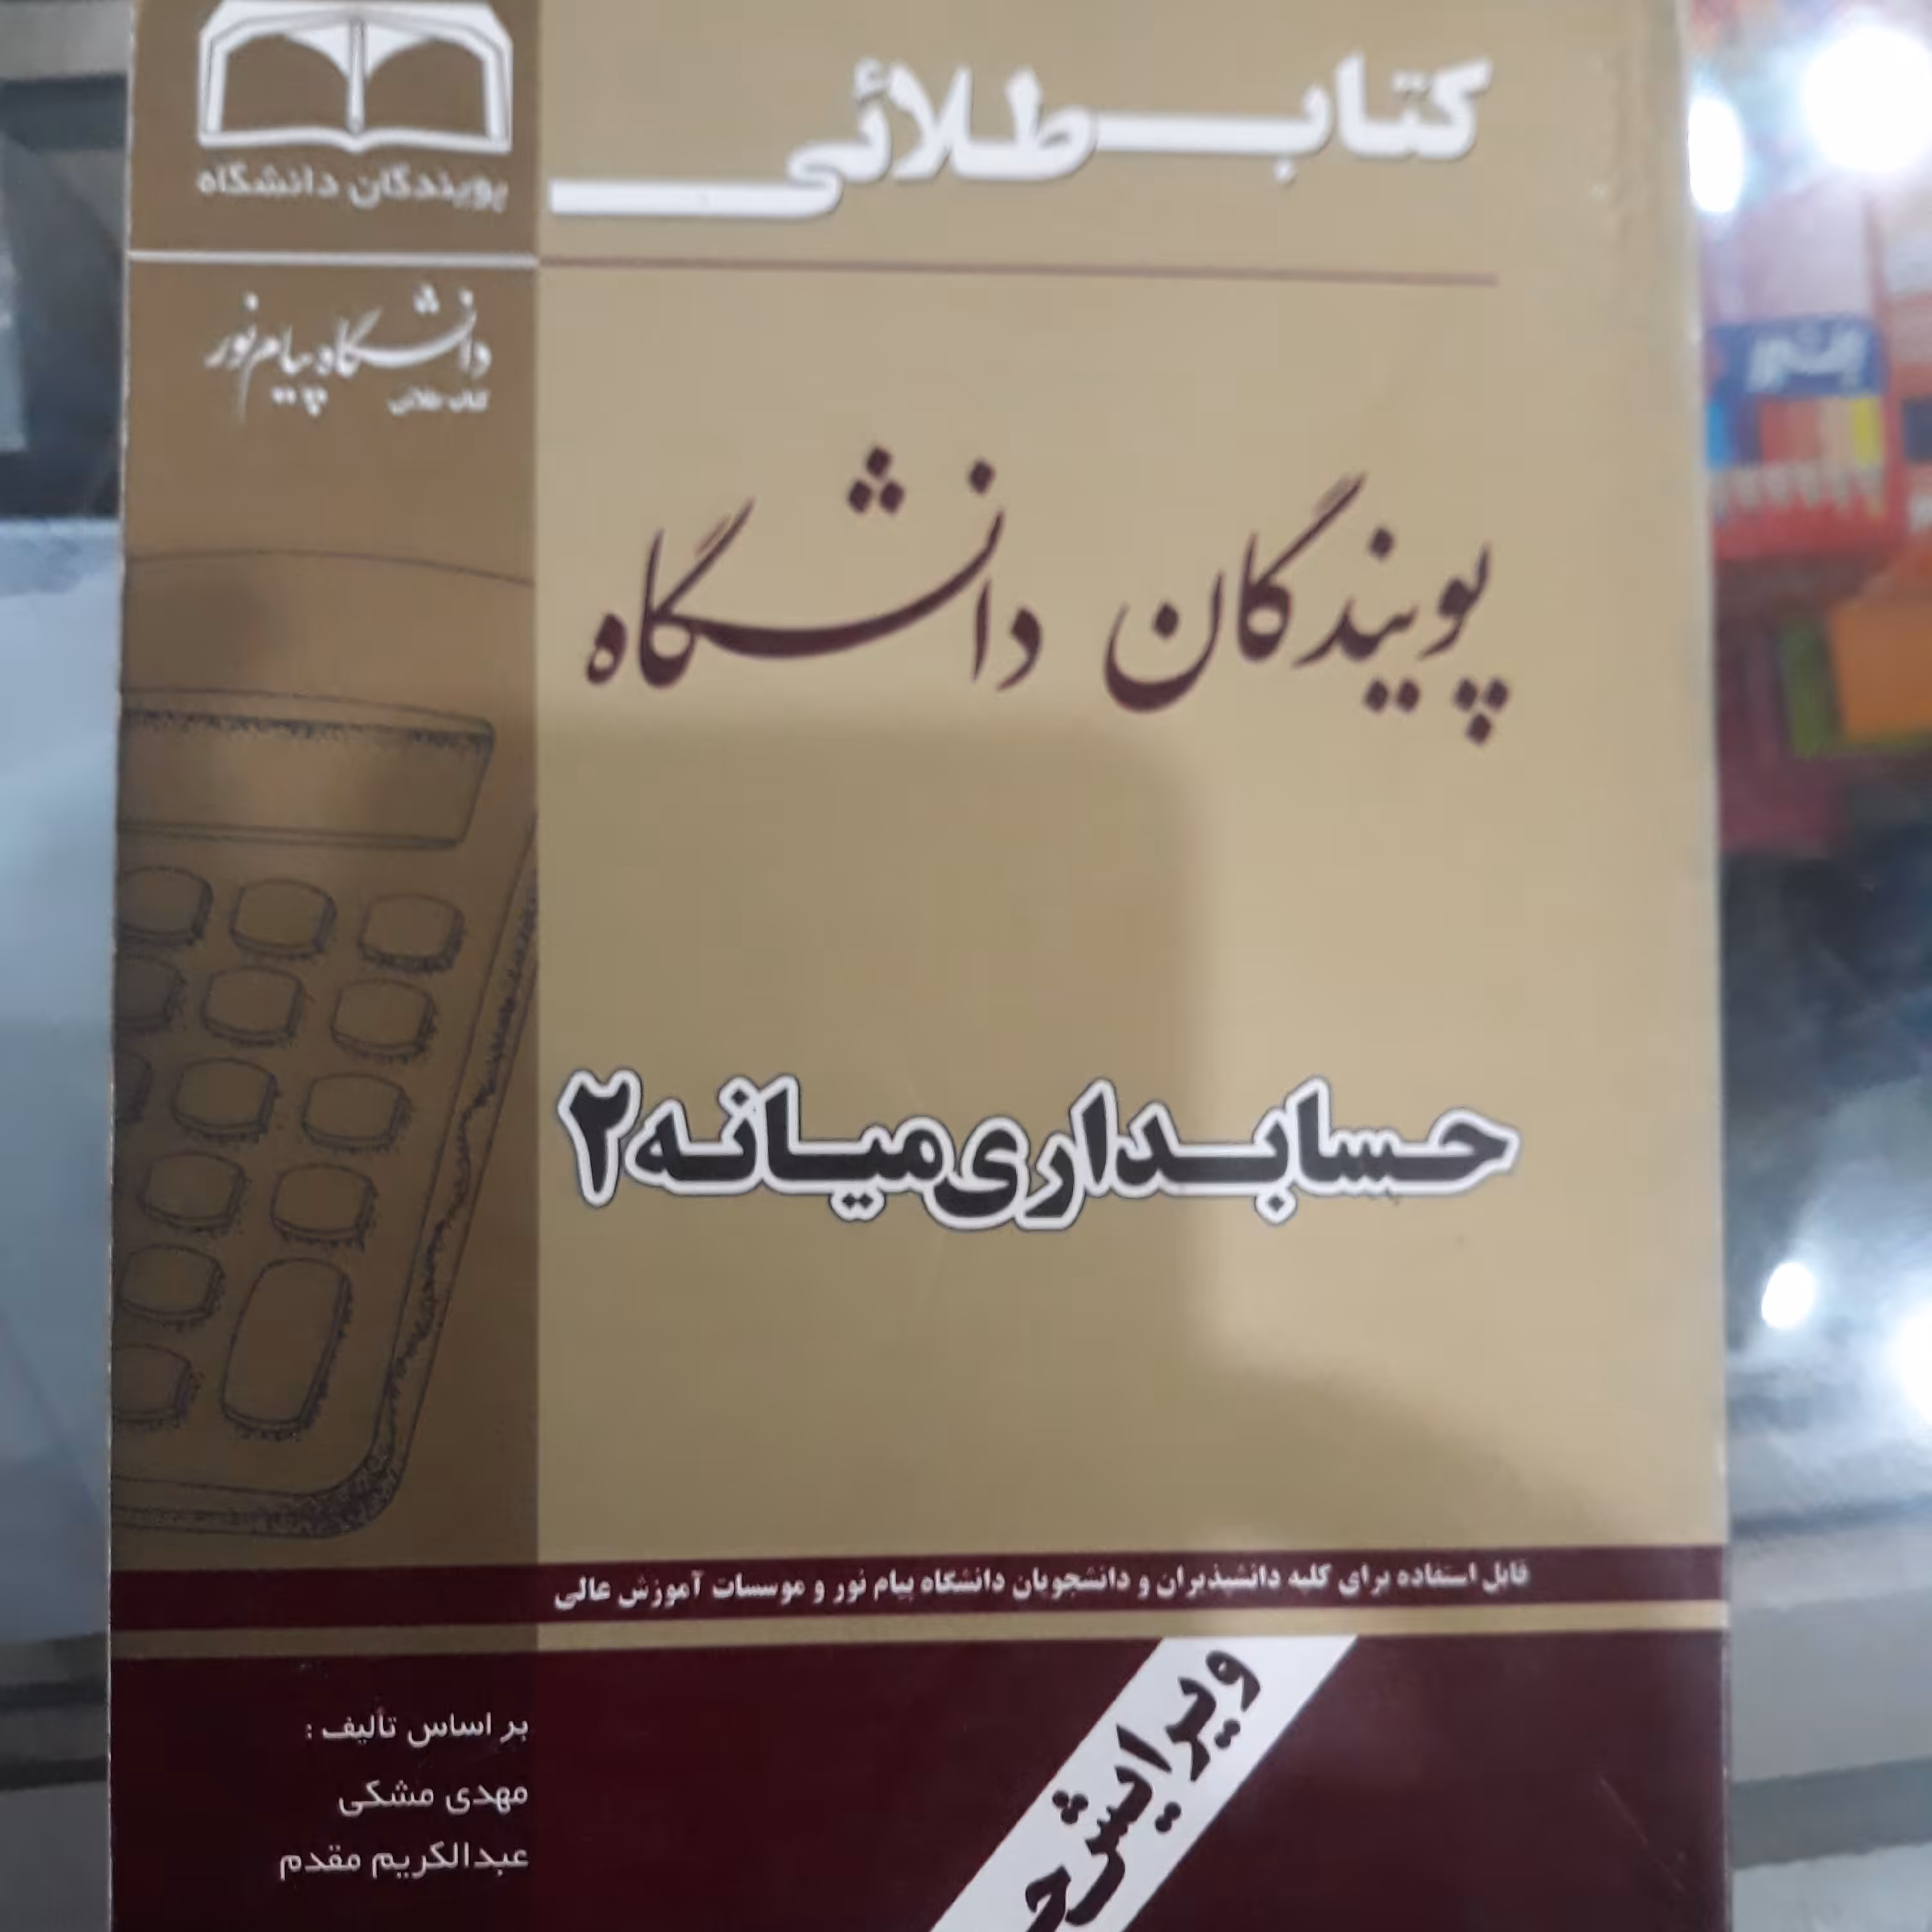 کتاب طلائی
پویندگان دانشگاه
دانشگاه پیام نور
کتاب طلائی
پویندگان دانشگاه
حسابداری میانه ۲
قابل استفاده برای کلیه دانشپذیران و دانشجویان دانشگاه پیام نور و موسسات آموزش عالی
ویرایش
بر اساس تألیف :
مهدی مشکی
عبدالکریم مقدم